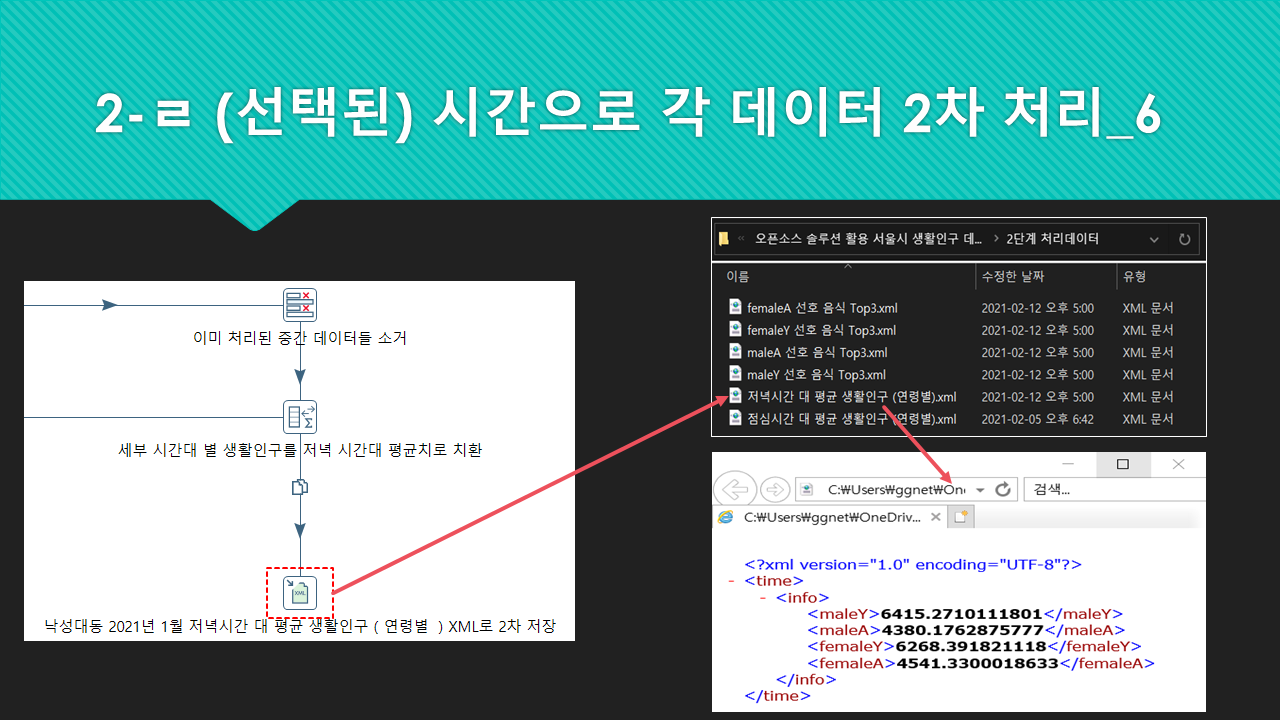 2-ㄹ (선택된) 시간으로 각 데이터 2차 처리_6
이미 처리된 중간 데이터들 소거
세부 시간대 별 생활인구를 저녁 시간대 평균치로 치환
XML
낙성대동 2021년 1월 저녁시간 대 평균 생활인구 ( 연령별 ) XML로 2차 저장
« 오픈소스 솔루션 활용 서울시 생활인구 데... > 2단계 처리데이터
이름 수정한 날짜 유형
femaleA 선호 음식 Top3.xml 2021-02-12 오후 5:00 XML 문서
femaleY 선호 음식 Top3.xml 2021-02-12 오후 5:00 XML 문서
maleA 선호 음식 Top3.xml 2021-02-12 오후 5:00 XML 문서
maleY 선호 음식 Top3.xml 2021-02-12 오후 5:00 XML 문서
저녁시간 대 평균 생활인구 (연령별).xml 2021-02-12 오후 5:00 XML 문서
점심시간 대 평균 생활인구 (연령별).xml 2021-02-05 오후 6:42 XML 문서
C:₩Users₩ggnet₩One 검색...
C:₩Users₩ggnet₩OneDriv...
<?xml version="1.0" encoding="UTF-8"?>
- <time>
- <info>
<maleY>6415.2710111801</maleY>
<maleA>4380.1762875777</maleA>
<femaleY>6268.391821118</femaleY>
<femaleA>4541.3300018633</femaleA>
</info>
</time>